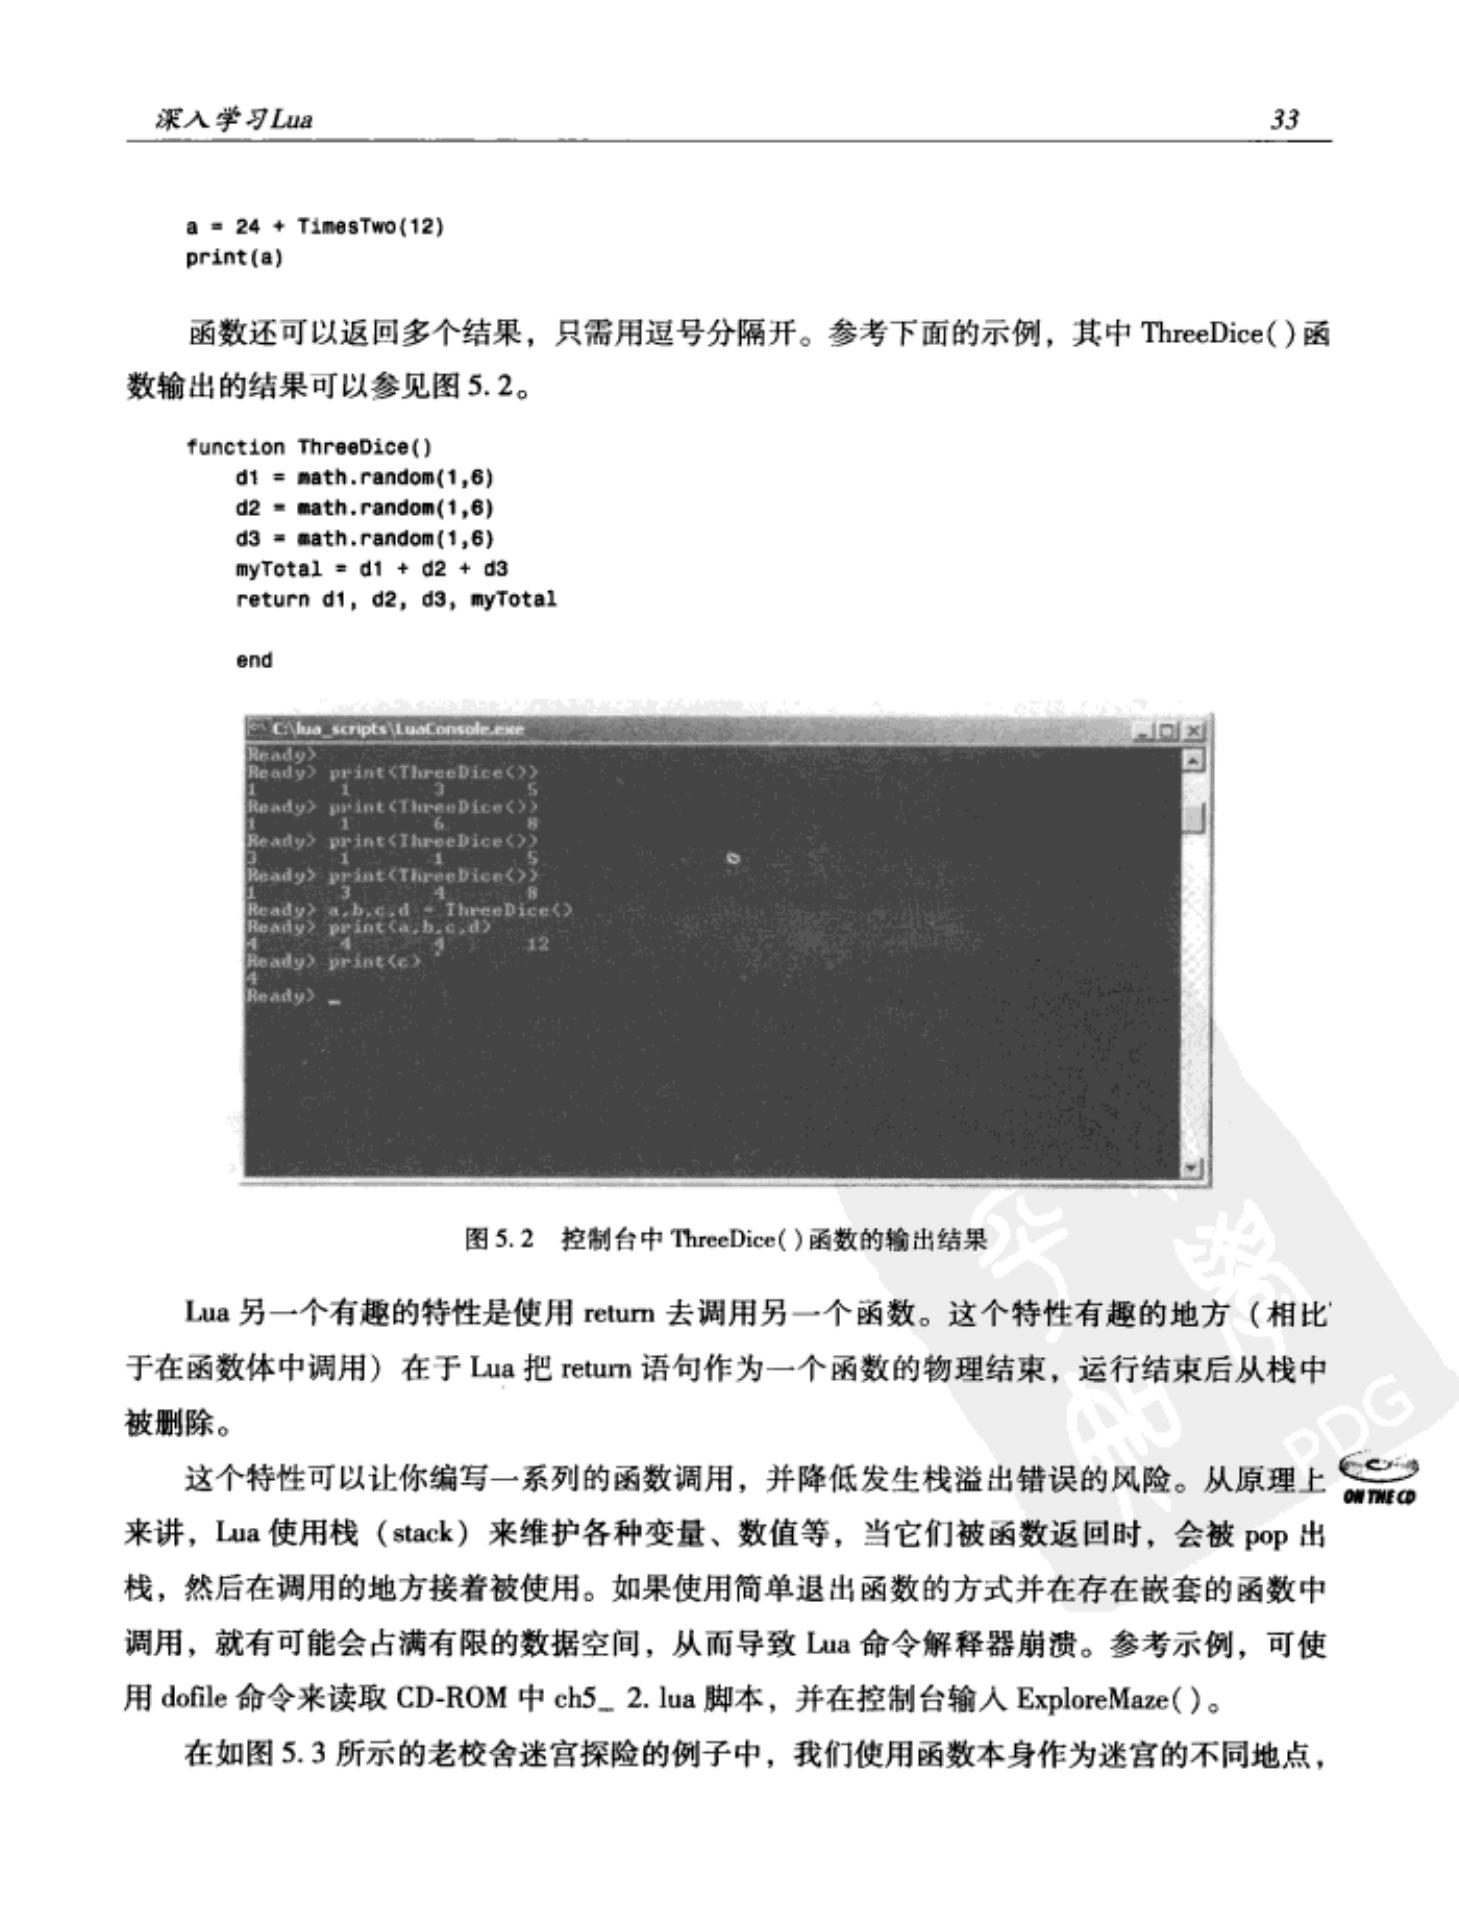 深入学习Lua 33
a = 24 + TimesTwo(12)
print(a)
函数还可以返回多个结果，只需用逗号分隔开。参考下面的示例，其中 ThreeDice( )函
数输出的结果可以参见图 5.2。
function ThreeDice()
d1 = math.random(1,6)
d2 = math.random(1,6)
d3 = math.random(1,6)
myTotal = d1 + d2 + d3
return d1, d2, d3, myTotal
end
C:\lua_scripts\LuaConsole.exe
Ready>
Ready> print(ThreeDice())
1 1 3 5
Ready> print(ThreeDice())
1 1 6 8
Ready> print(ThreeDice())
3 1 1 5
Ready> print(ThreeDice())
1 3 4 8
Ready> a,b,c,d = ThreeDice()
Ready> print(a,b,c,d)
4 4 4 12
Ready> print(c)
4
Ready> _
图 5.2 控制台中 ThreeDice( )函数的输出结果
Lua 另一个有趣的特性是使用 return 去调用另一个函数。这个特性有趣的地方（相比
于在函数体中调用）在于 Lua 把 return 语句作为一个函数的物理结束，运行结束后从栈中
被删除。
这个特性可以让你编写一系列的函数调用，并降低发生栈溢出错误的风险。从原理上
ON THE CD
来讲，Lua 使用栈（stack）来维护各种变量、数值等，当它们被函数返回时，会被 pop 出
栈，然后在调用的地方接着被使用。如果使用简单退出函数的方式并在存在嵌套的函数中
调用，就有可能会占满有限的数据空间，从而导致 Lua 命令解释器崩溃。参考示例，可使
用 dofile 命令来读取 CD-ROM 中 ch5_ 2. lua 脚本，并在控制台输入 ExploreMaze( )。
在如图 5.3 所示的老校舍迷宫探险的例子中，我们使用函数本身作为迷宫的不同地点，
PDG